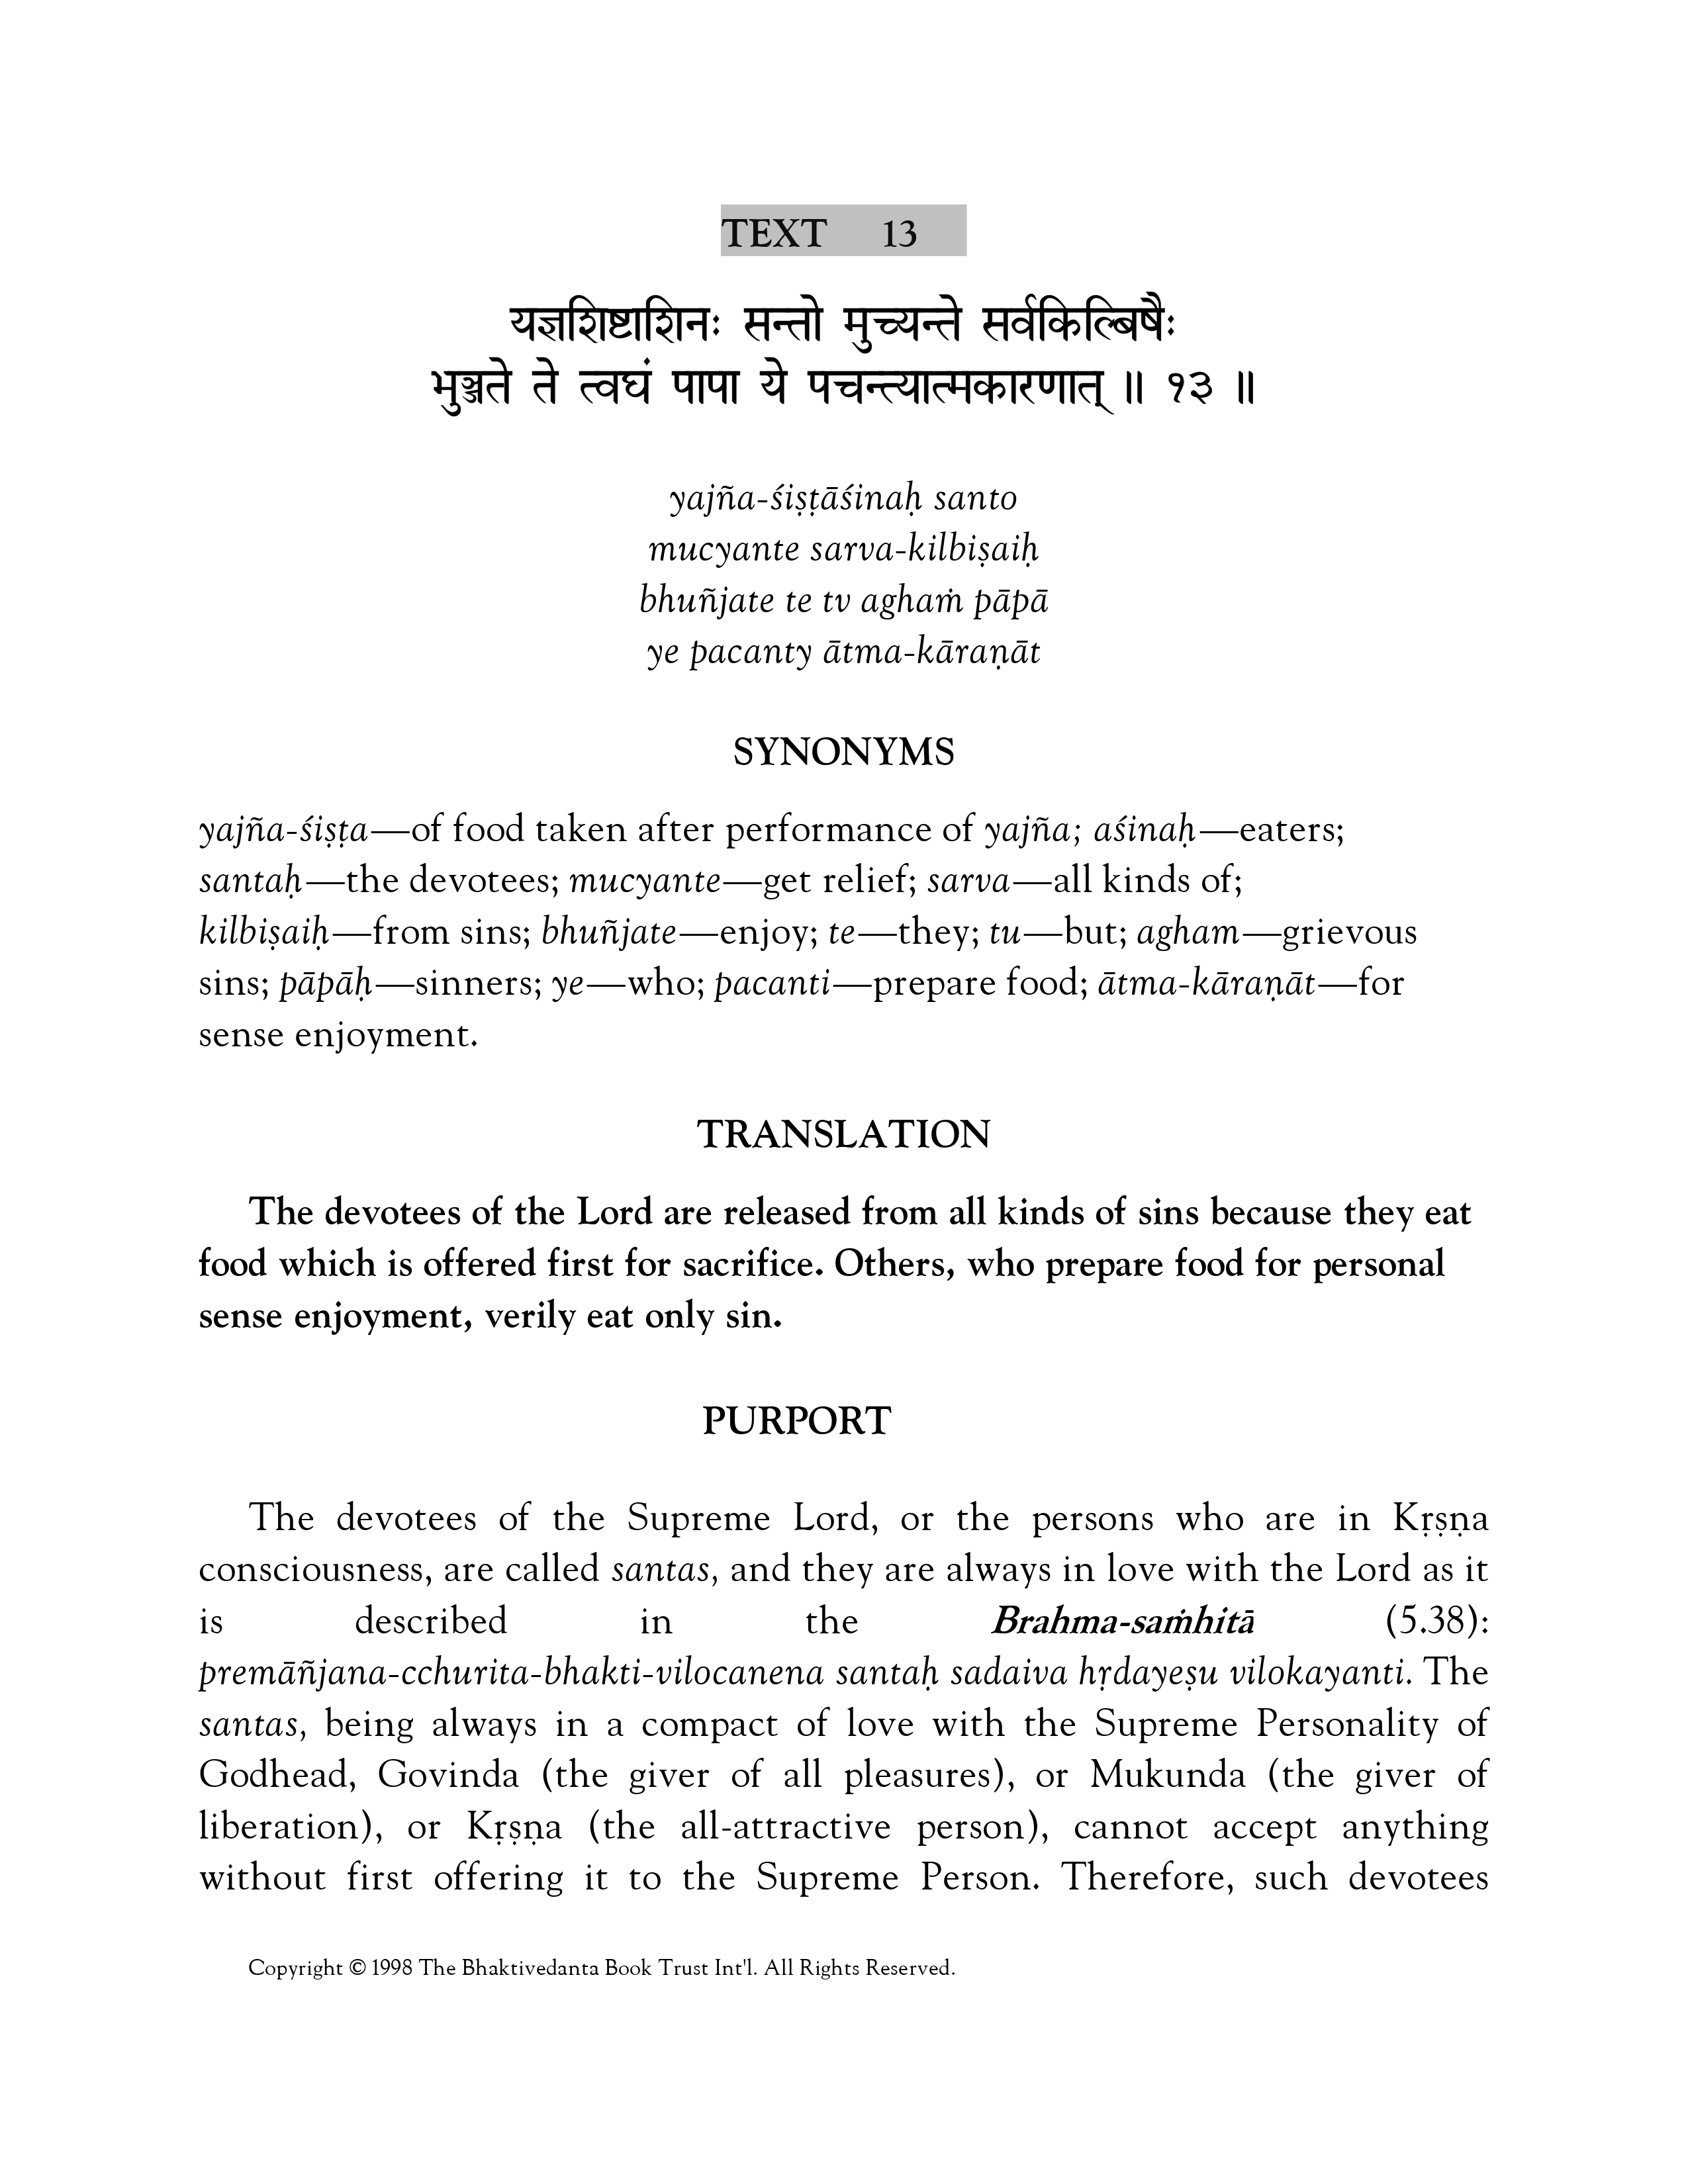 TEXT 13
यज्ञशिष्टाशिनः सन्तो मुच्यन्ते सर्वकिल्बिषैः
भुञ्जते ते त्वघं पापा ये पचन्त्यात्मकारणात् ॥ १३ ॥
yajña-śiṣṭāśinaḥ santo
mucyante sarva-kilbiṣaiḥ
bhuñjate te tv aghaṁ pāpā
ye pacanty ātma-kāraṇāt
SYNONYMS
yajña-śiṣṭa—of food taken after performance of yajña; aśinaḥ—eaters;
santaḥ—the devotees; mucyante—get relief; sarva—all kinds of;
kilbiṣaiḥ—from sins; bhuñjate—enjoy; te—they; tu—but; agham—grievous
sins; pāpāḥ—sinners; ye—who; pacanti—prepare food; ātma-kāraṇāt—for
sense enjoyment.
TRANSLATION
The devotees of the Lord are released from all kinds of sins because they eat
food which is offered first for sacrifice. Others, who prepare food for personal
sense enjoyment, verily eat only sin.
PURPORT
The devotees of the Supreme Lord, or the persons who are in Kṛṣṇa
consciousness, are called santas, and they are always in love with the Lord as it
is described in the Brahma-saṁhitā (5.38):
premāñjana-cchurita-bhakti-vilocanena santaḥ sadaiva hṛdayeṣu vilokayanti. The
santas, being always in a compact of love with the Supreme Personality of
Godhead, Govinda (the giver of all pleasures), or Mukunda (the giver of
liberation), or Kṛṣṇa (the all-attractive person), cannot accept anything
without first offering it to the Supreme Person. Therefore, such devotees
Copyright © 1998 The Bhaktivedanta Book Trust Int'l. All Rights Reserved.